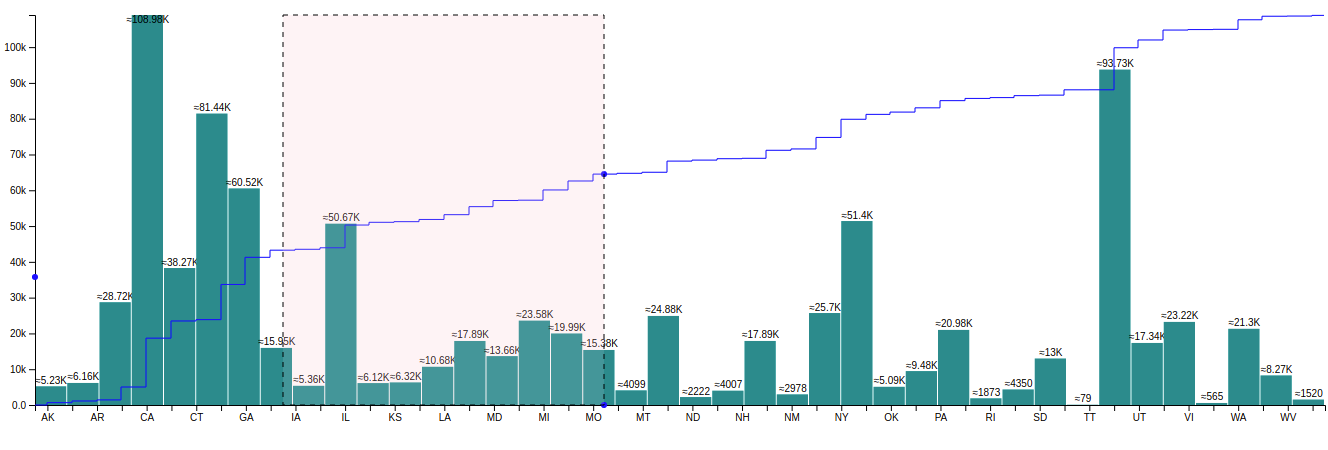 ≈108.98K
100k
≈93.73K
90k
≈81.44K
80k
70k
≈60.52K
60k
≈50.67K
≈51.4K
50k
≈38.27K
40k
≈28.72K
30k
≈23.58K
≈24.88K
≈25.7K
≈23.22K
≈21.3K
20k
≈15.95K
≈17.89K
≈13.66K
≈19.99K
≈15.38K
≈17.89K
≈20.98K
≈17.34K
≈13K
10k
≈5.23K
≈6.16K
≈5.36K
≈6.12K
≈6.32K
≈10.68K
≈4099
≈2222
≈4007
≈2978
≈5.09K
≈9.48K
≈1873
≈4350
≈79
≈565
≈8.27K
≈1520
0.0
AK AR CA CT GA IA IL KS LA MD MI MO MT ND NH NM NY OK PA RI SD TT UT VI WA WV